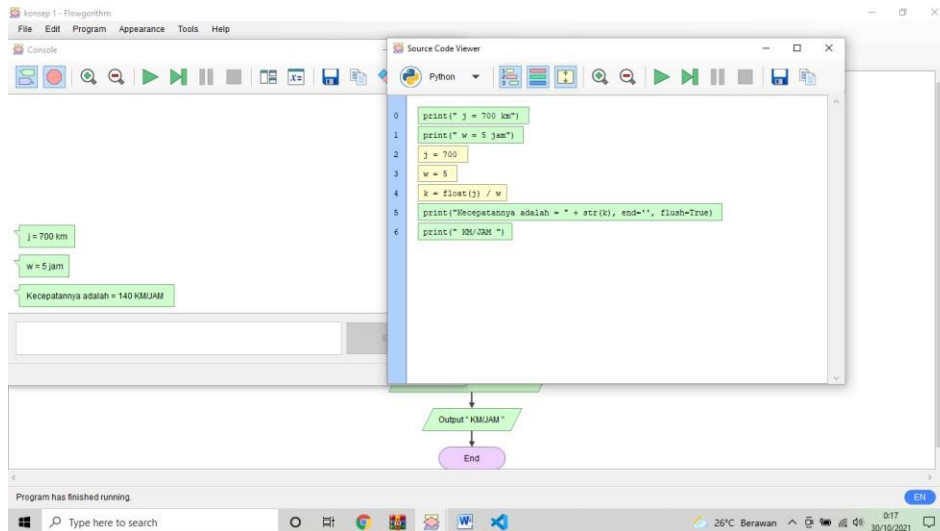 konsep 1 - Flowgorithm
File Edit Program Appearance Tools Help
Console
j = 700 km
w = 5 jam
Kecepatannya adalah = 140 KM/JAM
Source Code Viewer
Python
0 print(" j = 700 km")
1 print(" w = 5 jam")
2 j = 700
3 w = 5
4 k = float(j) / w
5 print("Kecepatannya adalah = " + str(k), end='', flush=True)
6 print(" KM/JAM ")
Output " KM/JAM "
End
Program has finished running.
EN
Type here to search
26°C Berawan
0:17
30/10/2021